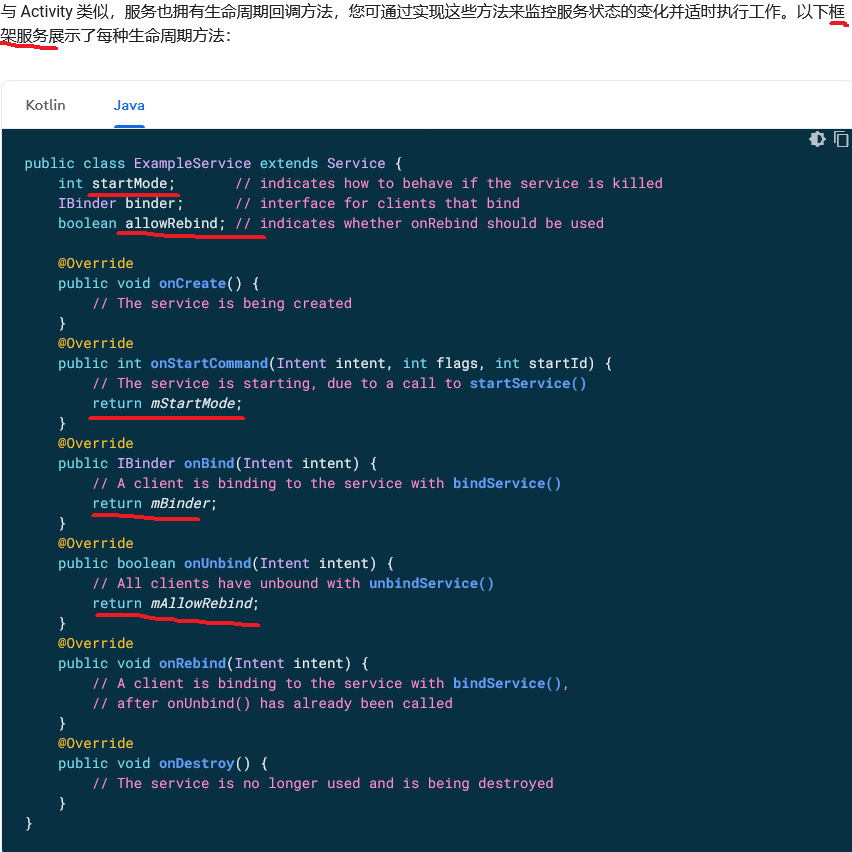 与 Activity 类似，服务也拥有生命周期回调方法，您可通过实现这些方法来监控服务状态的变化并适时执行工作。以下框
架服务展示了每种生命周期方法：
Kotlin Java
public class ExampleService extends Service {
    int startMode;       // indicates how to behave if the service is killed
    IBinder binder;      // interface for clients that bind
    boolean allowRebind; // indicates whether onRebind should be used
    @Override
    public void onCreate() {
        // The service is being created
    }
    @Override
    public int onStartCommand(Intent intent, int flags, int startId) {
        // The service is starting, due to a call to startService()
        return mStartMode;
    }
    @Override
    public IBinder onBind(Intent intent) {
        // A client is binding to the service with bindService()
        return mBinder;
    }
    @Override
    public boolean onUnbind(Intent intent) {
        // All clients have unbound with unbindService()
        return mAllowRebind;
    }
    @Override
    public void onRebind(Intent intent) {
        // A client is binding to the service with bindService(),
        // after onUnbind() has already been called
    }
    @Override
    public void onDestroy() {
        // The service is no longer used and is being destroyed
    }
}